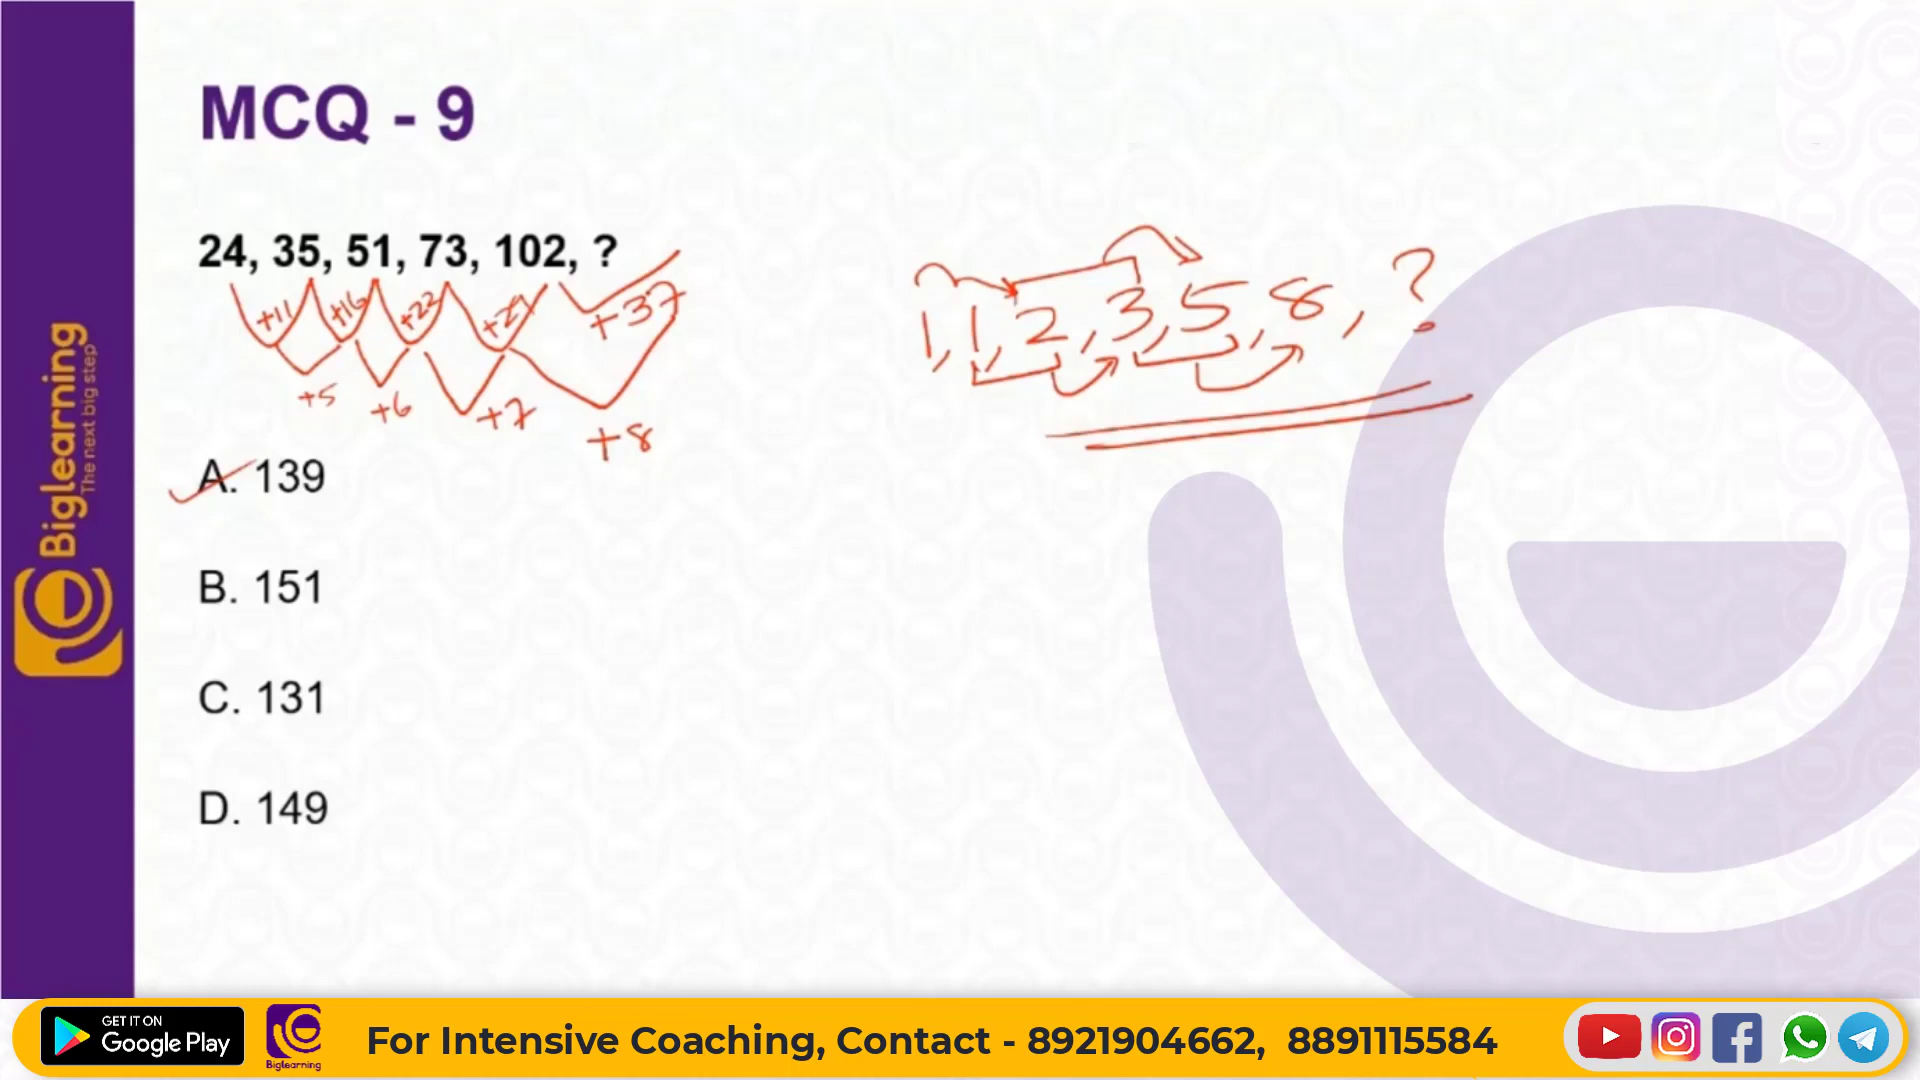 MCQ - 9
24, 35, 51, 73, 102, ?
+11 +16 +22 +29 +37
+5 +6 +7 +8
1, 1, 2, 3, 5, 8, ?
A. 139
B. 151
C. 131
D. 149
Biglearning
The next big step
GET IT ON
Google Play
Biglearning
For Intensive Coaching, Contact - 8921904662, 8891115584